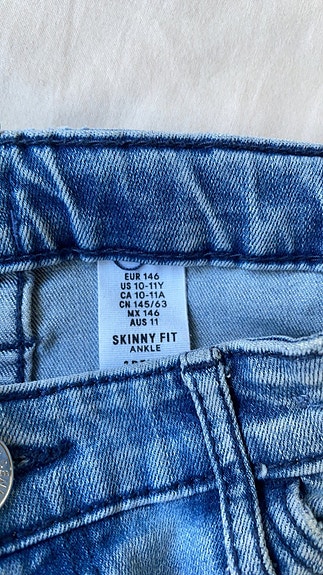 EUR 146
US 10-11Y
CA 10-11A
CN 145/63
MX 146
AUS 11
SKINNY FIT
ANKLE